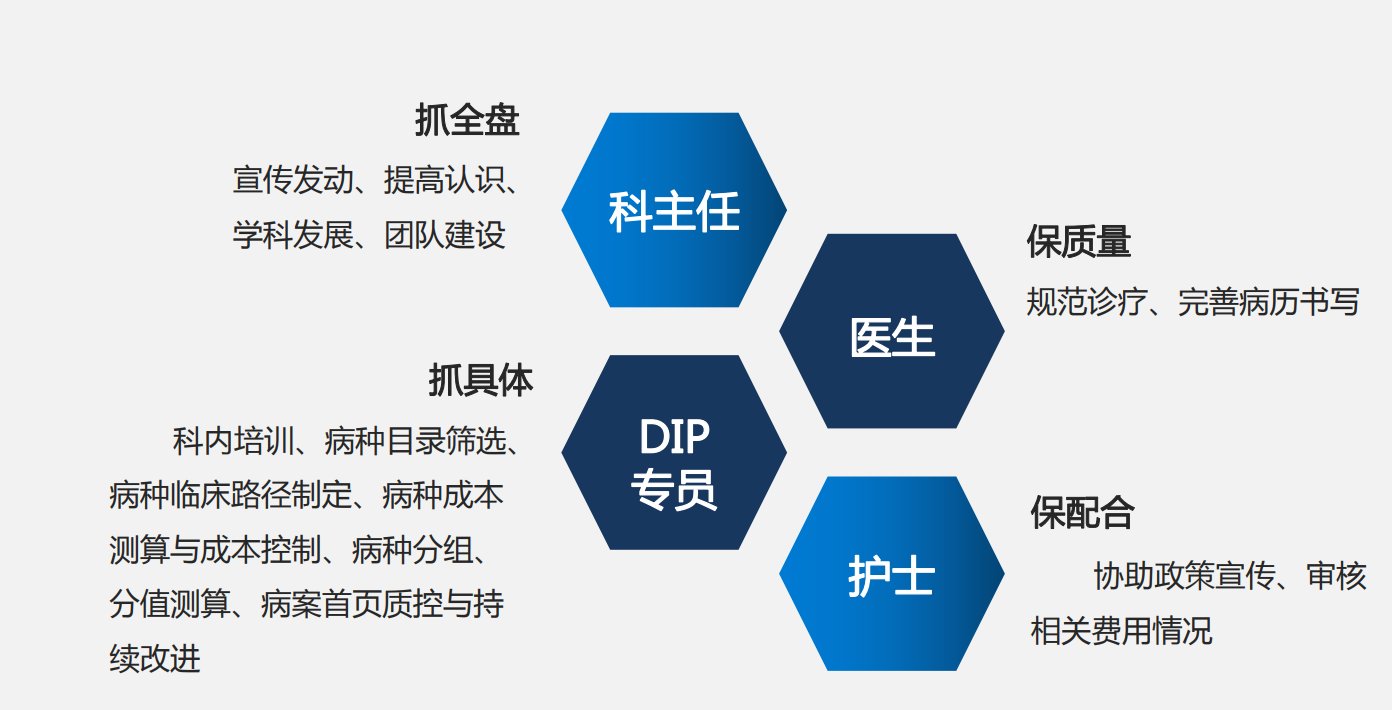 抓全盘
宣传发动、提高认识、
学科发展、团队建设
科主任
保质量
规范诊疗、完善病历书写
医生
抓具体
科内培训、病种目录筛选、
病种临床路径制定、病种成本
测算与成本控制、病种分组、
分值测算、病案首页质控与持
续改进
DIP
专员
保配合
协助政策宣传、审核
相关费用情况
护士